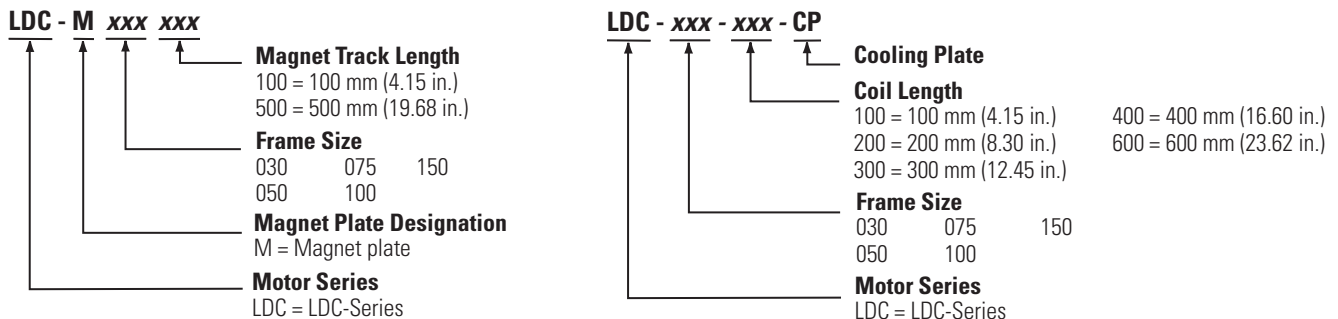 LDC - M xxx xxx
Magnet Track Length
100 = 100 mm (4.15 in.)
500 = 500 mm (19.68 in.)
Frame Size
030 075 150
050 100
Magnet Plate Designation
M = Magnet plate
Motor Series
LDC = LDC-Series
LDC - xxx - xxx - CP
Cooling Plate
Coil Length
100 = 100 mm (4.15 in.) 400 = 400 mm (16.60 in.)
200 = 200 mm (8.30 in.) 600 = 600 mm (23.62 in.)
300 = 300 mm (12.45 in.)
Frame Size
030 075 150
050 100
Motor Series
LDC = LDC-Series